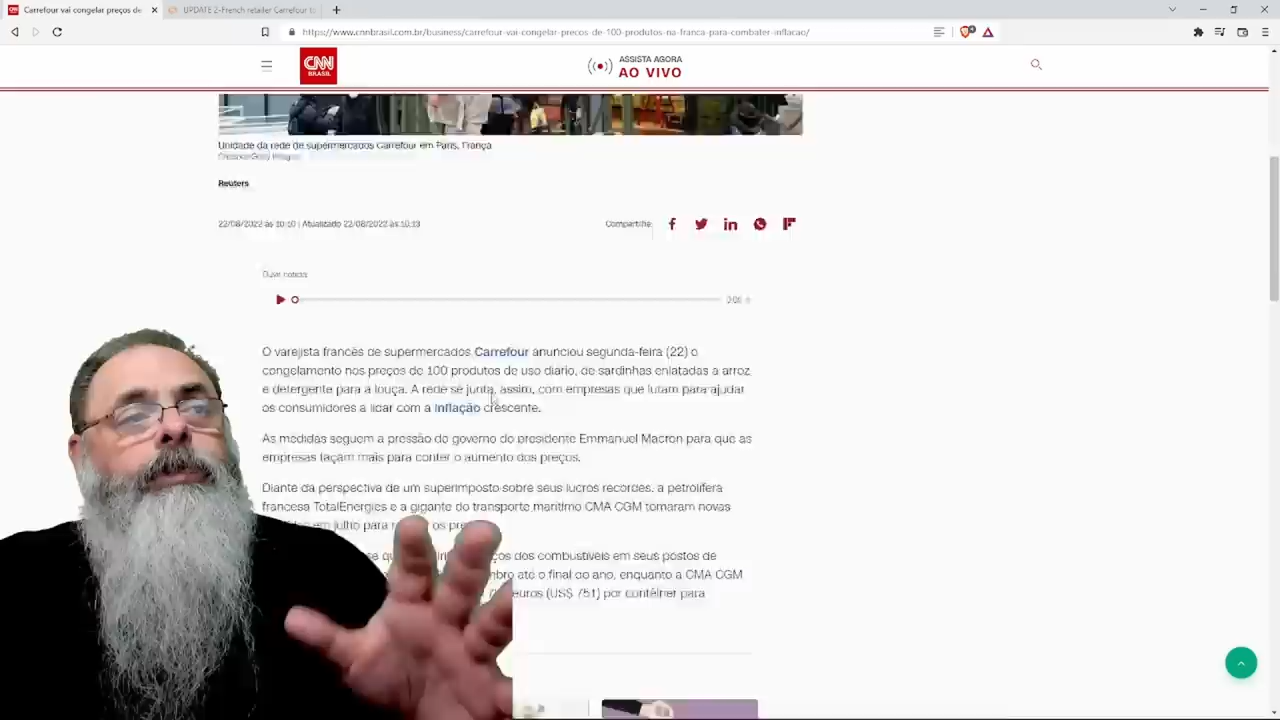 Carrefour vai congelar preços de
UPDATE 2-French retailer Carrefour to
https://www.cnnbrasil.com.br/business/carrefour-vai-congelar-precos-de-100-produtos-na-franca-para-combater-inflacao/
CNN
BRASIL
ASSISTA AGORA
AO VIVO
Unidade da rede de supermercados Carrefour em Paris, França
Reuters
22/08/2022 às 10:10 | Atualizado 22/08/2022 às 10:13
Compartilhe:
Ouvir notícia
O varejista francês de supermercados Carrefour anunciou segunda-feira (22) o
congelamento nos preços de 100 produtos de uso diário, de sardinhas enlatadas a arroz
e detergente para a louça. A rede se junta, assim, com empresas que lutam para ajudar
os consumidores a lidar com a inflação crescente.
As medidas seguem a pressão do governo do presidente Emmanuel Macron para que as
empresas façam mais para conter o aumento dos preços.
Diante da perspectiva de um superimposto sobre seus lucros recordes, a petrolífera
francesa TotalEnergies e a gigante do transporte marítimo CMA CGM tomaram novas
em julho para os
dos combustíveis em seus postos de
até o final do ano, enquanto a CMA CGM
euros (US$ 751) por contêiner para